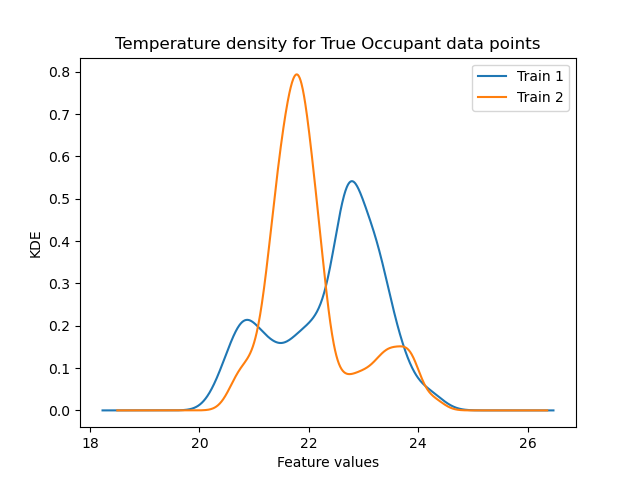 Temperature density for True Occupant data points
Train 1
Train 2
KDE
0.8
0.7
0.6
0.5
0.4
0.3
0.2
0.1
0.0
18 20 22 24 26
Feature values